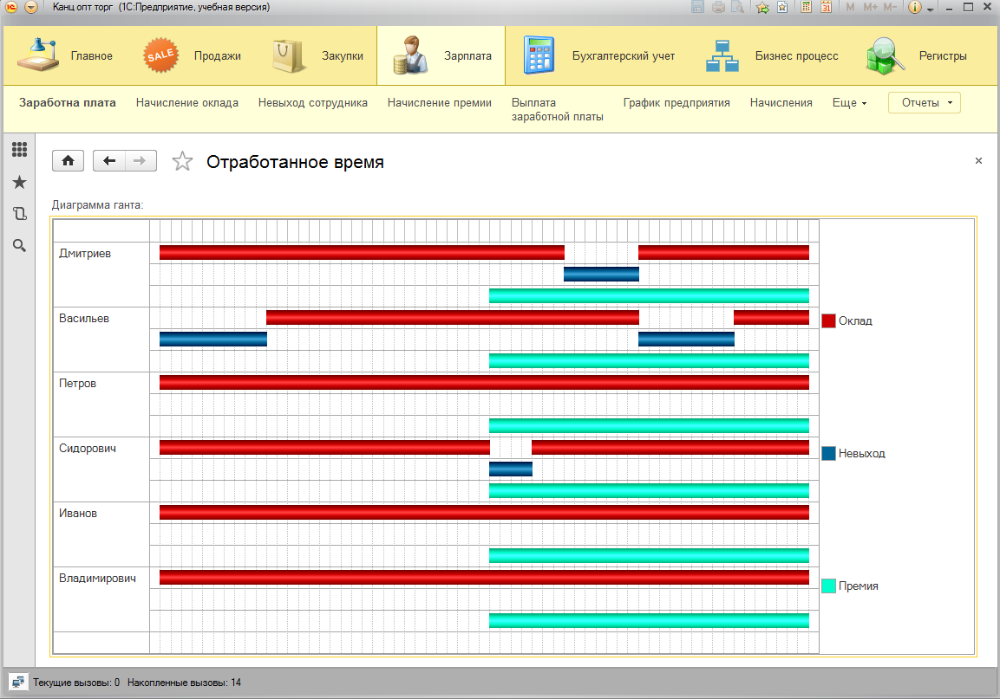 Канц опт торг (1С:Предприятие, учебная версия)
M M+ M-
31
Главное
SALE
Продажи
Закупки
Зарплата
Бухгалтерский учет
Бизнес процесс
Регистры
Заработна плата
Начисление оклада
Невыход сотрудника
Начисление премии
Выплата
заработной платы
График предприятия
Начисления
Еще
Отчеты
Отработанное время
Диаграмма ганта:
Дмитриев
Васильев
Петров
Сидорович
Иванов
Владимирович
Оклад
Невыход
Премия
Текущие вызовы: 0 Накопленные вызовы: 14